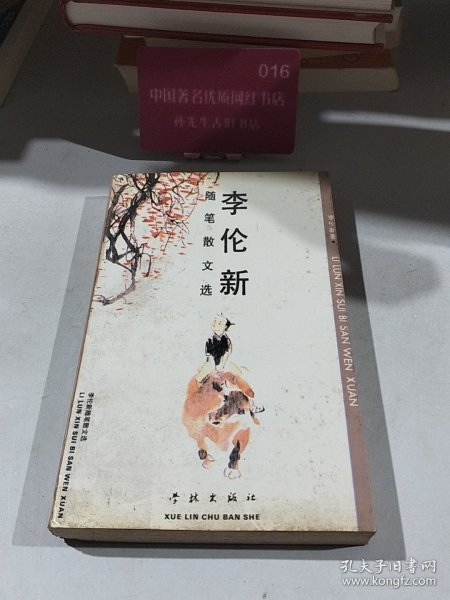 016
中国著名优质网红书店
孙先生古旧书店
李伦新
随笔散文选
LI LUN XIN SUI BI SAN WEN XUAN
李伦新随笔散文选
LI LUN XIN SUI BI SAN WEN XUAN
学林出版社
XUE LIN CHU BAN SHE
孔夫子旧书网
www.kongfz.com